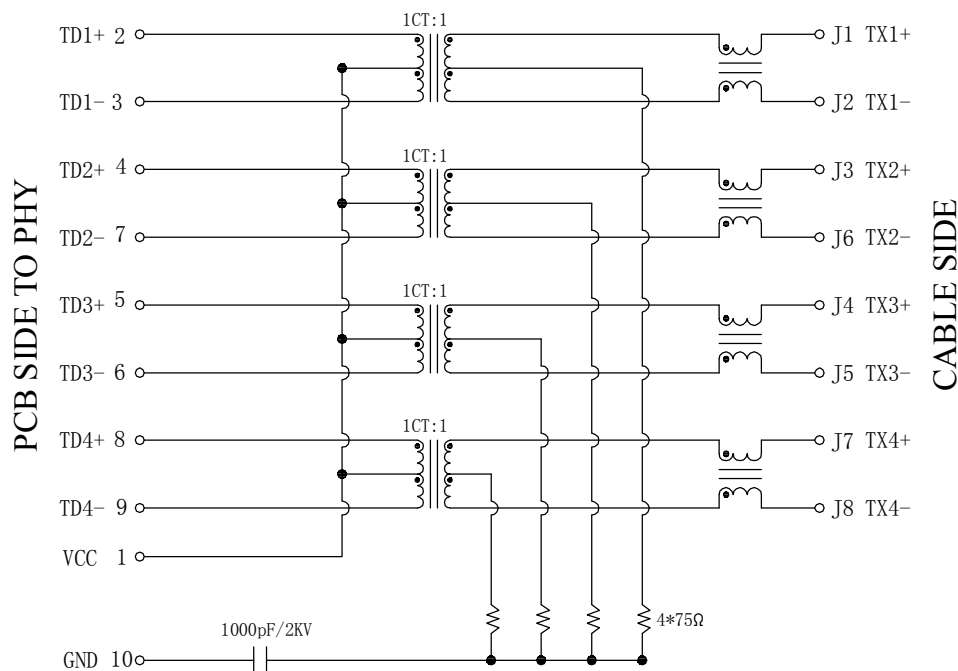 1CT:1
TD1+ 2
J1 TX1+
TD1- 3
J2 TX1-
1CT:1
TD2+ 4
J3 TX2+
TD2- 7
J6 TX2-
PCB SIDE TO PHY
CABLE SIDE
1CT:1
TD3+ 5
J4 TX3+
TD3- 6
J5 TX3-
1CT:1
TD4+ 8
J7 TX4+
TD4- 9
J8 TX4-
VCC 1
4*75Ω
1000pF/2KV
GND 10